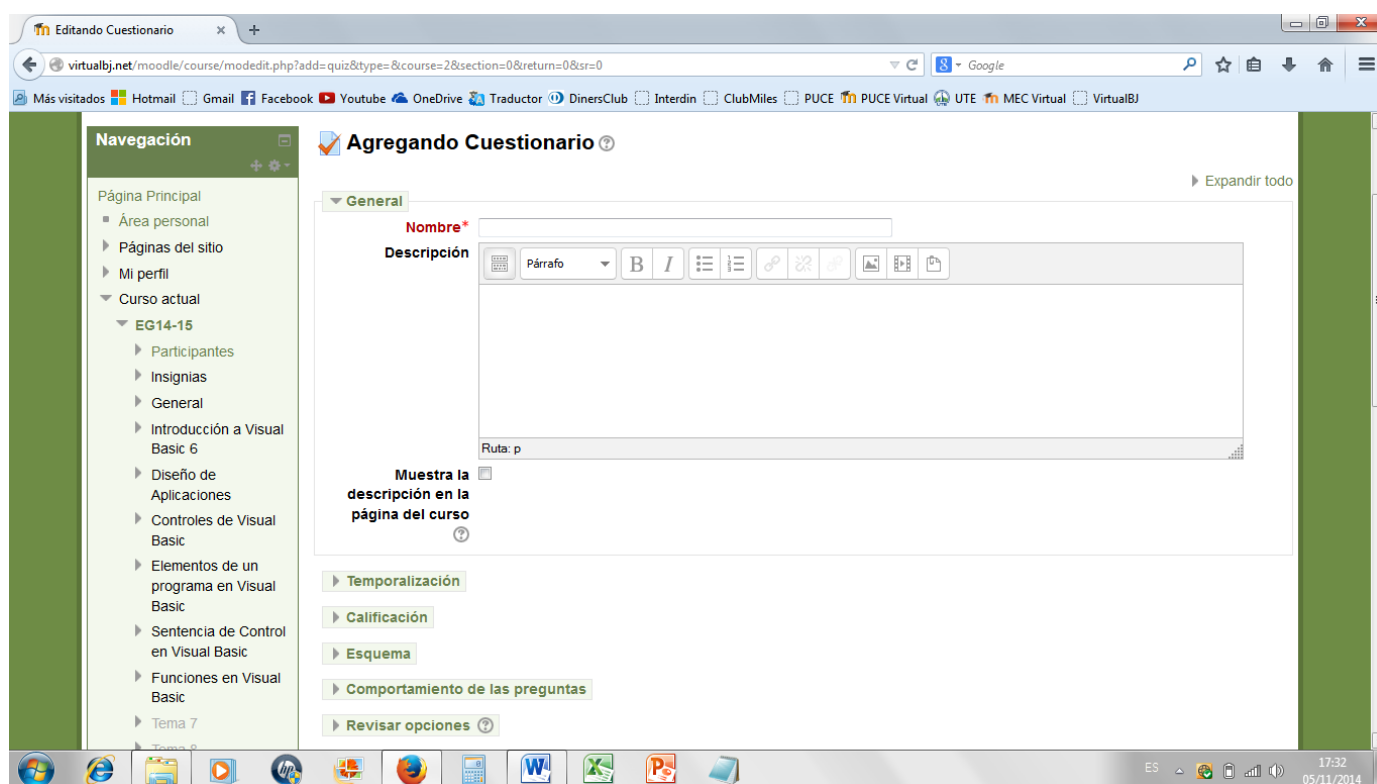 Editando Cuestionario
virtualbj.net/moodle/course/modedit.php?add=quiz&type=&course=2&section=0&return=0&sr=0
Google
Más visitados Hotmail Gmail Facebook Youtube OneDrive Traductor DinersClub Interdin ClubMiles PUCE PUCE Virtual UTE MEC Virtual VirtualBJ
Navegación
Página Principal
Área personal
Páginas del sitio
Mi perfil
Curso actual
EG14-15
Participantes
Insignias
General
Introducción a Visual
Basic 6
Diseño de
Aplicaciones
Controles de Visual
Basic
Elementos de un
programa en Visual
Basic
Sentencia de Control
en Visual Basic
Funciones en Visual
Basic
Tema 7
Tema 8
Agregando Cuestionario
Expandir todo
General
Nombre*
Descripción
Párrafo
B I
Ruta: p
Muestra la
descripción en la
página del curso
Temporalización
Calificación
Esquema
Comportamiento de las preguntas
Revisar opciones
ES
17:32
05/11/2014